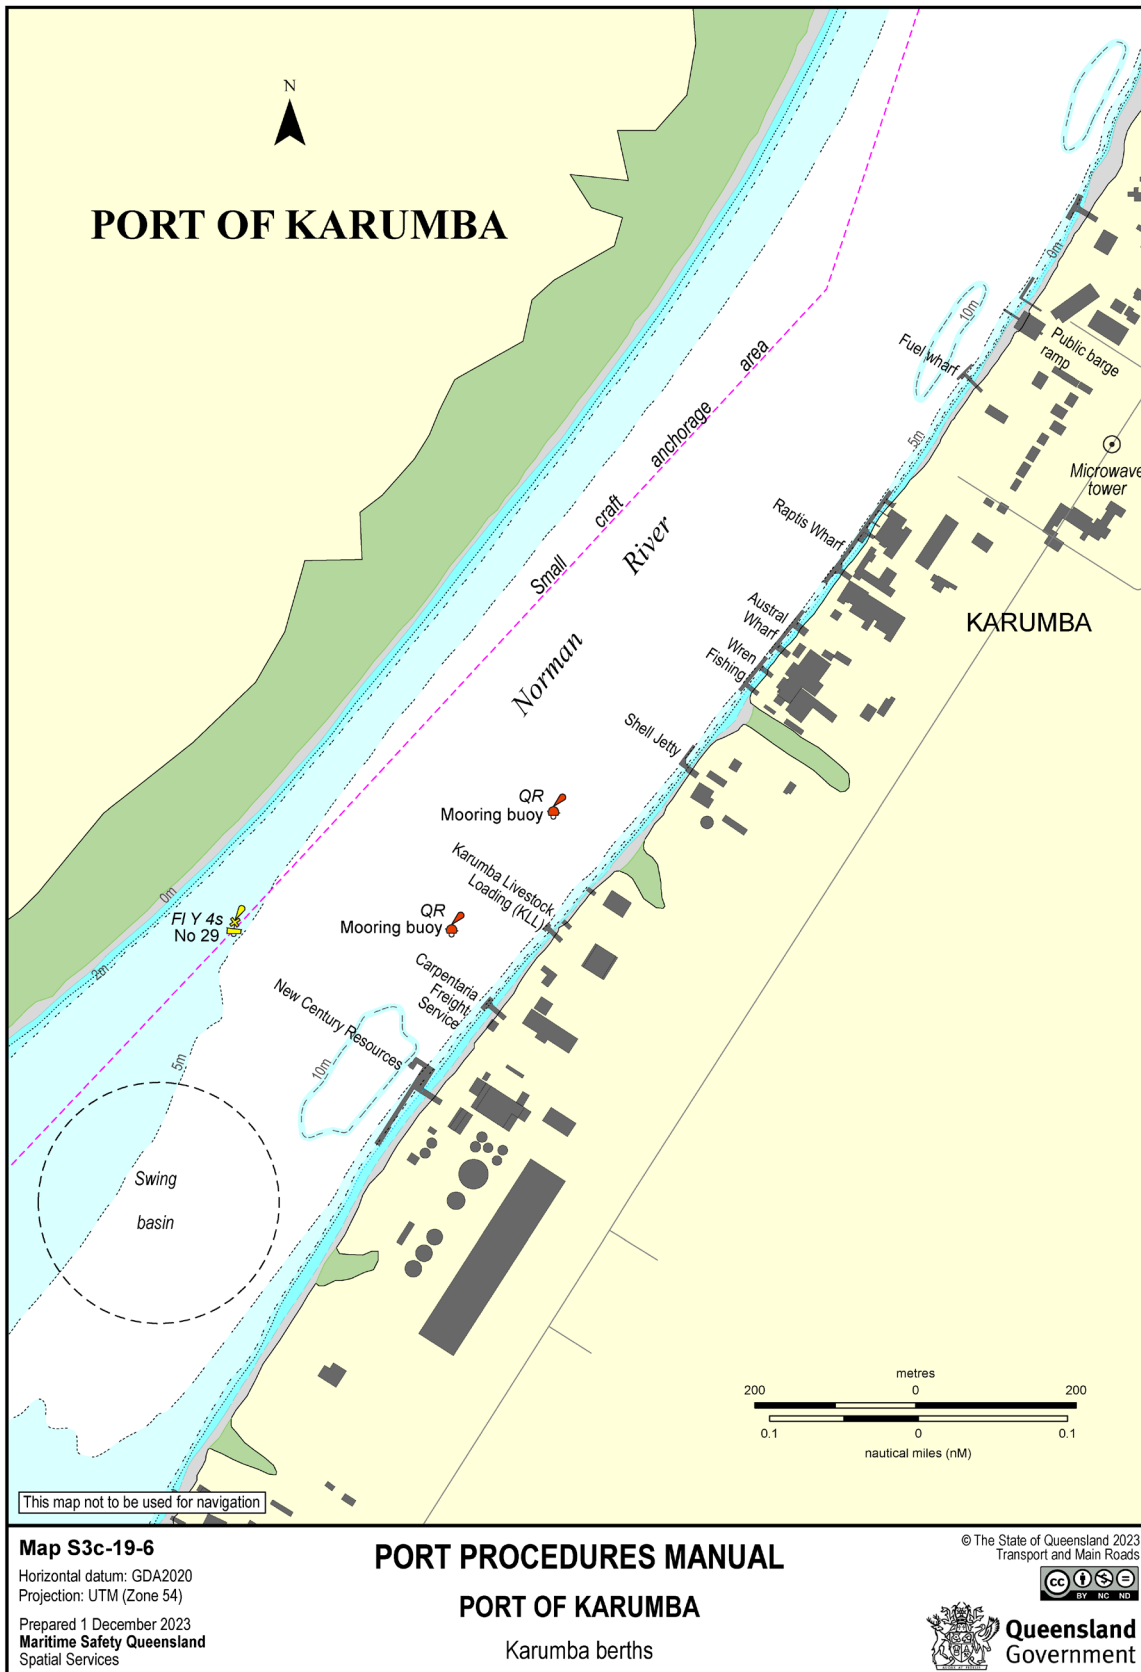 N
PORT OF KARUMBA
0m
10m
Fuel wharf
Public barge
ramp
area
anchorage
craft
Small
5m
Microwave
tower
Raptis Wharf
River
Norman
Austral
Wharf
Wren
Fishing
KARUMBA
Shell Jetty
QR
Mooring buoy
Karumba Livestock
Loading (KLL)
0m
Fl Y 4s
No 29
QR
Mooring buoy
2m
Carpentaria
Freight
Service
New Century Resources
5m
10m
Swing
basin
metres
200 0 200
0.1 0 0.1
nautical miles (nM)
This map not to be used for navigation
Map S3c-19-6
Horizontal datum: GDA2020
Projection: UTM (Zone 54)
Prepared 1 December 2023
Maritime Safety Queensland
Spatial Services
PORT PROCEDURES MANUAL
PORT OF KARUMBA
Karumba berths
© The State of Queensland 2023
Transport and Main Roads
cc
BY NC ND
Queensland
Government